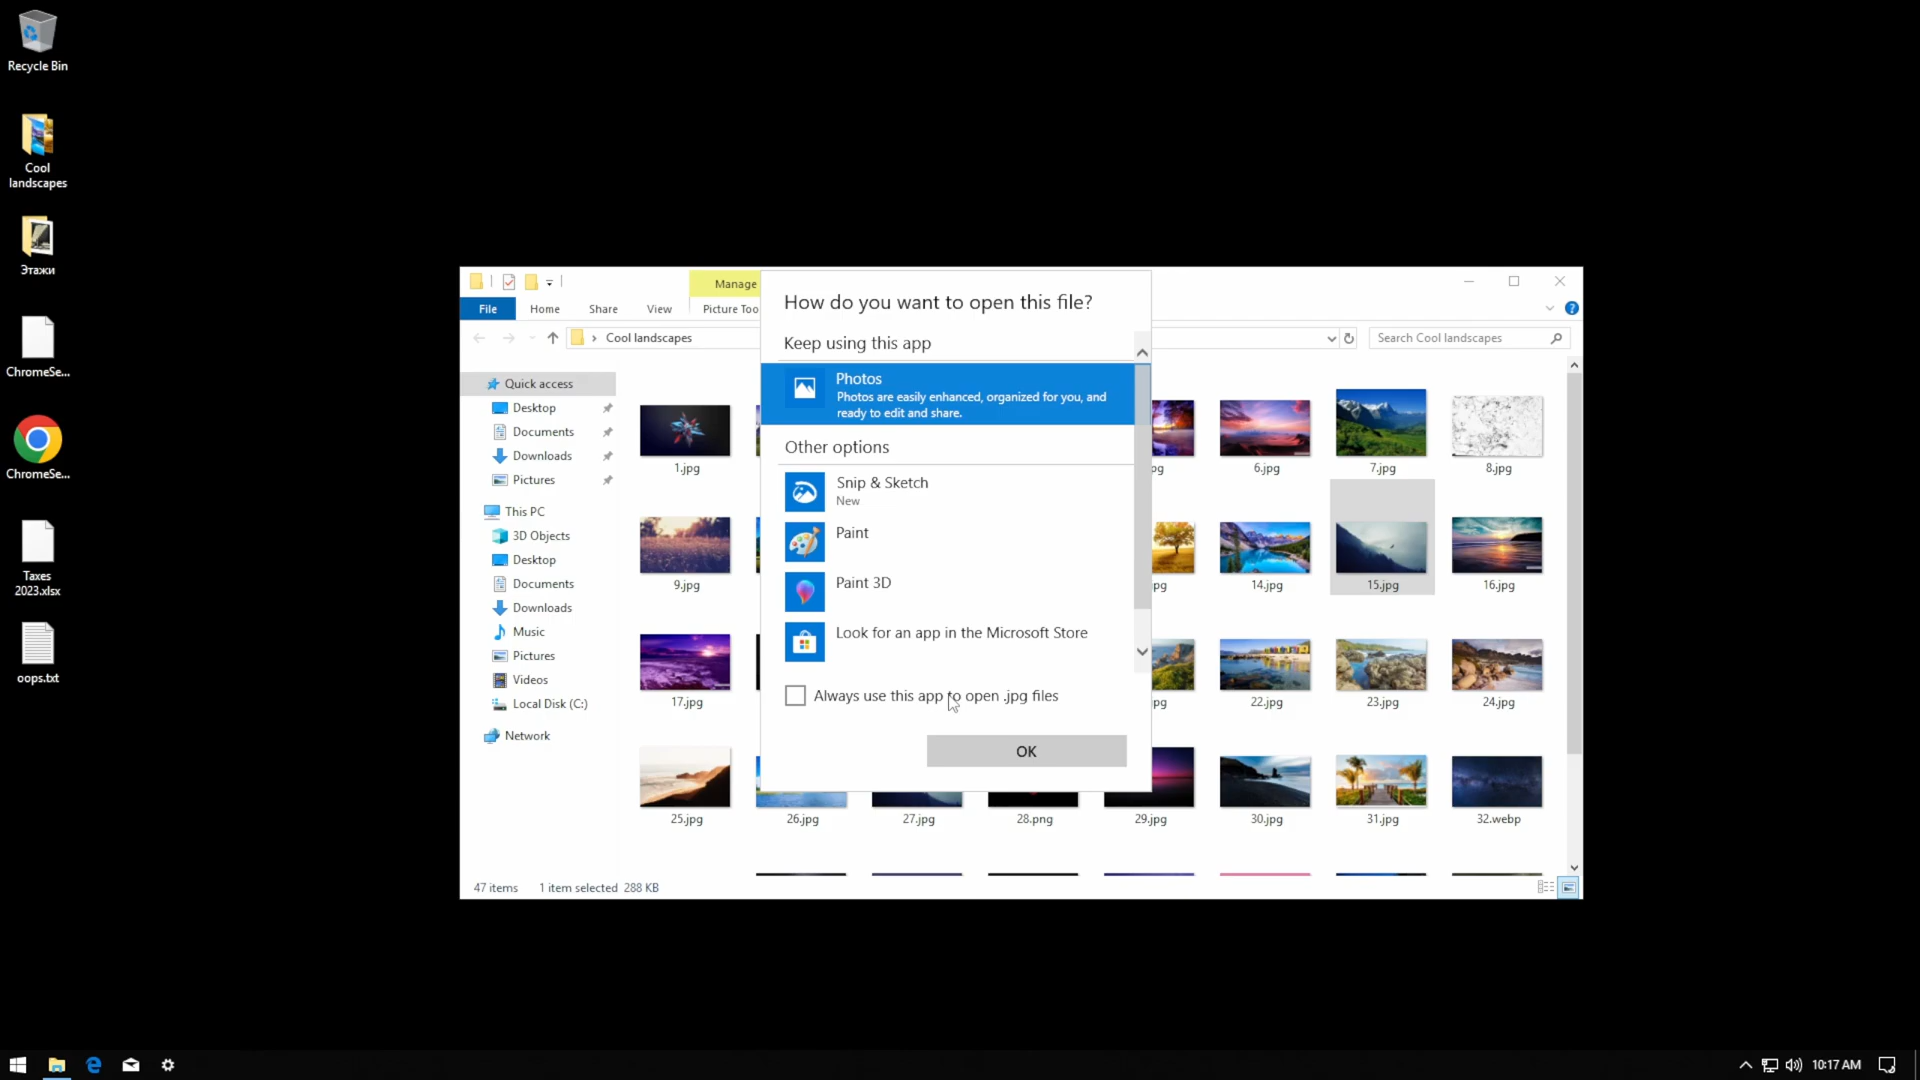 Recycle Bin
Cool
landscapes
Этажи
ChromeSe...
ChromeSe...
Taxes
2023.xlsx
oops.txt
Manage
File
Home
Share
View
Picture Too
Cool landscapes
Search Cool landscapes
Quick access
Desktop
Documents
Downloads
Pictures
This PC
3D Objects
Desktop
Documents
Downloads
Music
Pictures
Videos
Local Disk (C:)
Network
How do you want to open this file?
Keep using this app
Photos
Photos are easily enhanced, organized for you, and
ready to edit and share.
Other options
Snip & Sketch
New
Paint
Paint 3D
Look for an app in the Microsoft Store
Always use this app to open .jpg files
OK
1.jpg
pg
6.jpg
7.jpg
8.jpg
9.jpg
pg
14.jpg
15.jpg
16.jpg
17.jpg
pg
22.jpg
23.jpg
24.jpg
25.jpg
26.jpg
27.jpg
28.png
29.jpg
30.jpg
31.jpg
32.webp
47 items
1 item selected 288 KB
10:17 AM